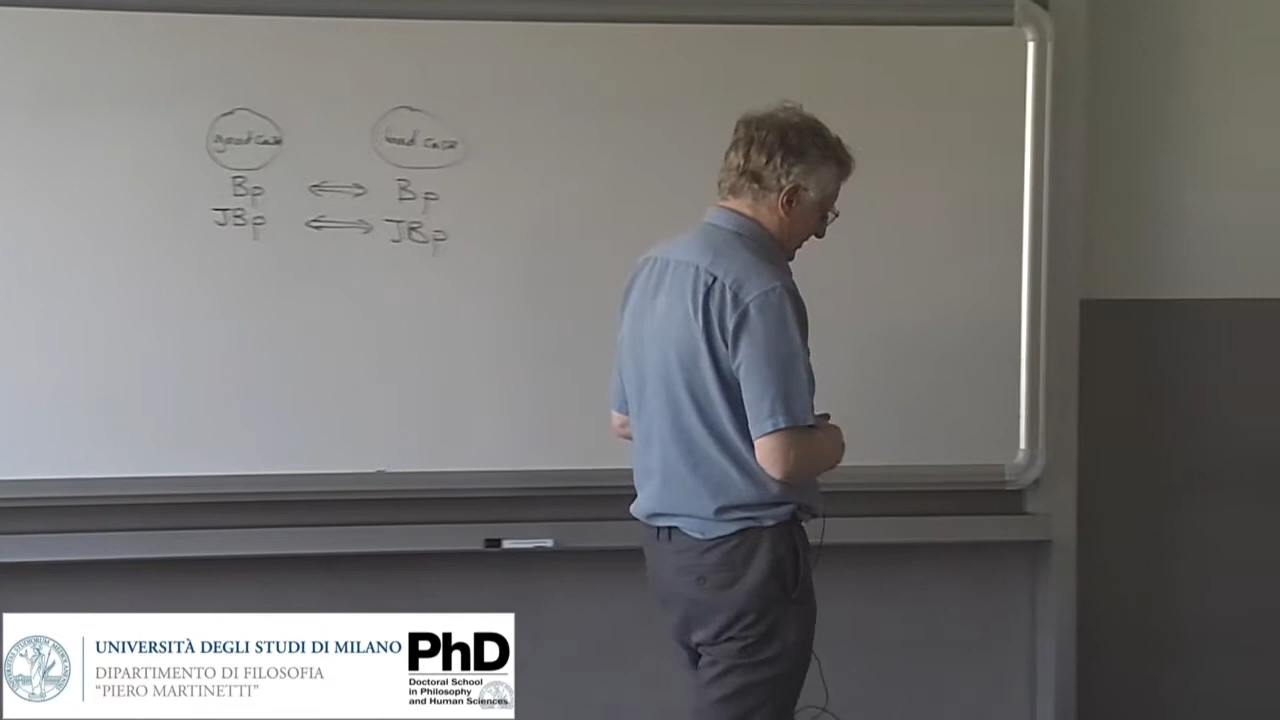 good case bad case
Bp ⟺ Bp
JBp ⟺ JBp
UNIVERSITÀ DEGLI STUDI DI MILANO
DIPARTIMENTO DI FILOSOFIA
"PIERO MARTINETTI"
PhD
Doctoral School
in Philosophy
and Human Sciences